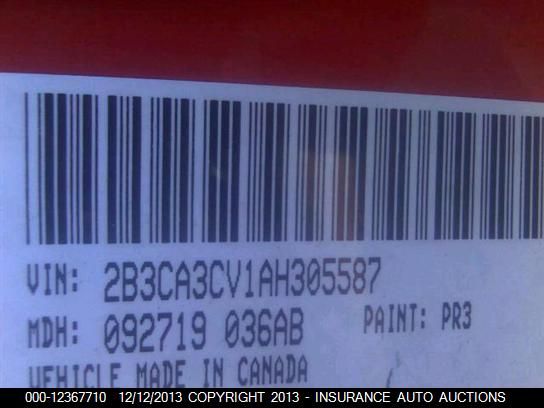 VIN: 2B3CA3CV1AH305587
MDH: 092719 036AB PAINT: PR3
VEHICLE MADE IN CANADA
000-12367710 12/12/2013 COPYRIGHT 2013 - INSURANCE AUTO AUCTIONS